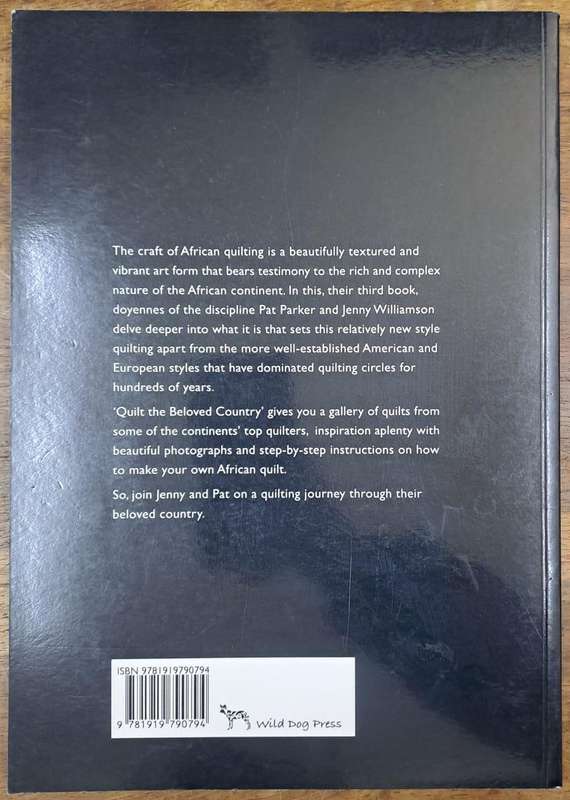 The craft of African quilting is a beautifully textured and
vibrant art form that bears testimony to the rich and complex
nature of the African continent. In this, their third book,
doyennes of the discipline Pat Parker and Jenny Williamson
delve deeper into what it is that sets this relatively new style
quilting apart from the more well-established American and
European styles that have dominated quilting circles for
hundreds of years.
‘Quilt the Beloved Country’ gives you a gallery of quilts from
some of the continents’ top quilters, inspiration aplenty with
beautiful photographs and step-by-step instructions on how
to make your own African quilt.
So, join Jenny and Pat on a quilting journey through their
beloved country.
ISBN 9781919790794
9 781919 790794
Wild Dog Press